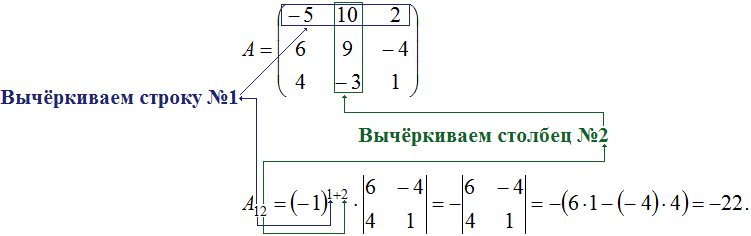 −5 10 2
A = 6 9 −4
4 −3 1
Вычёркиваем строку №1
Вычёркиваем столбец №2
A₁₂ = (−1)¹⁺² · |6 −4| = −|6 −4| = −(6·1−(−4)·4) = −22.
|4 1| |4 1|